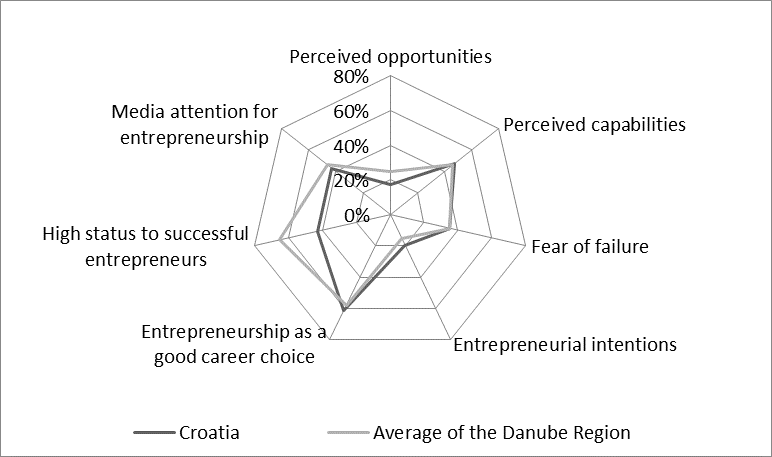 Perceived opportunities
80%
60%
40%
20%
0%
Perceived capabilities
Fear of failure
Entrepreneurial intentions
Entrepreneurship as a
good career choice
High status to successful
entrepreneurs
Media attention for
entrepreneurship
Croatia
Average of the Danube Region